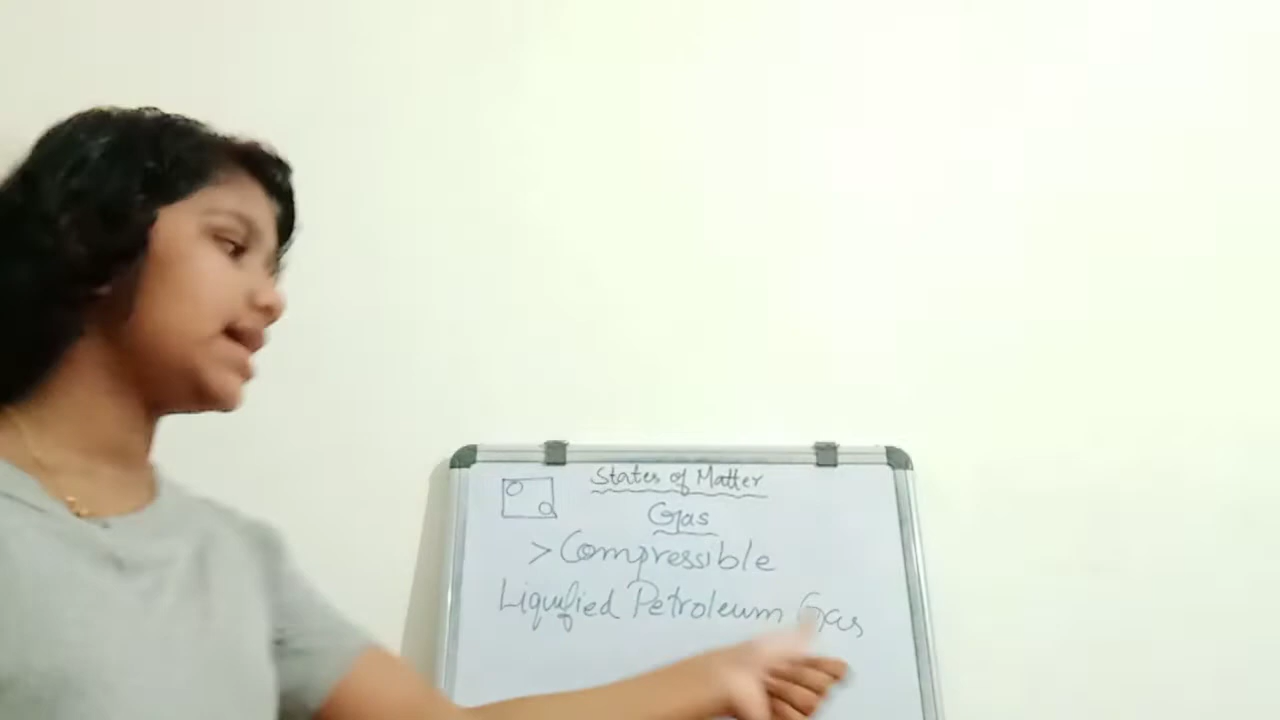 States of Matter
Gas
> Compressible
Liquified Petroleum Gas